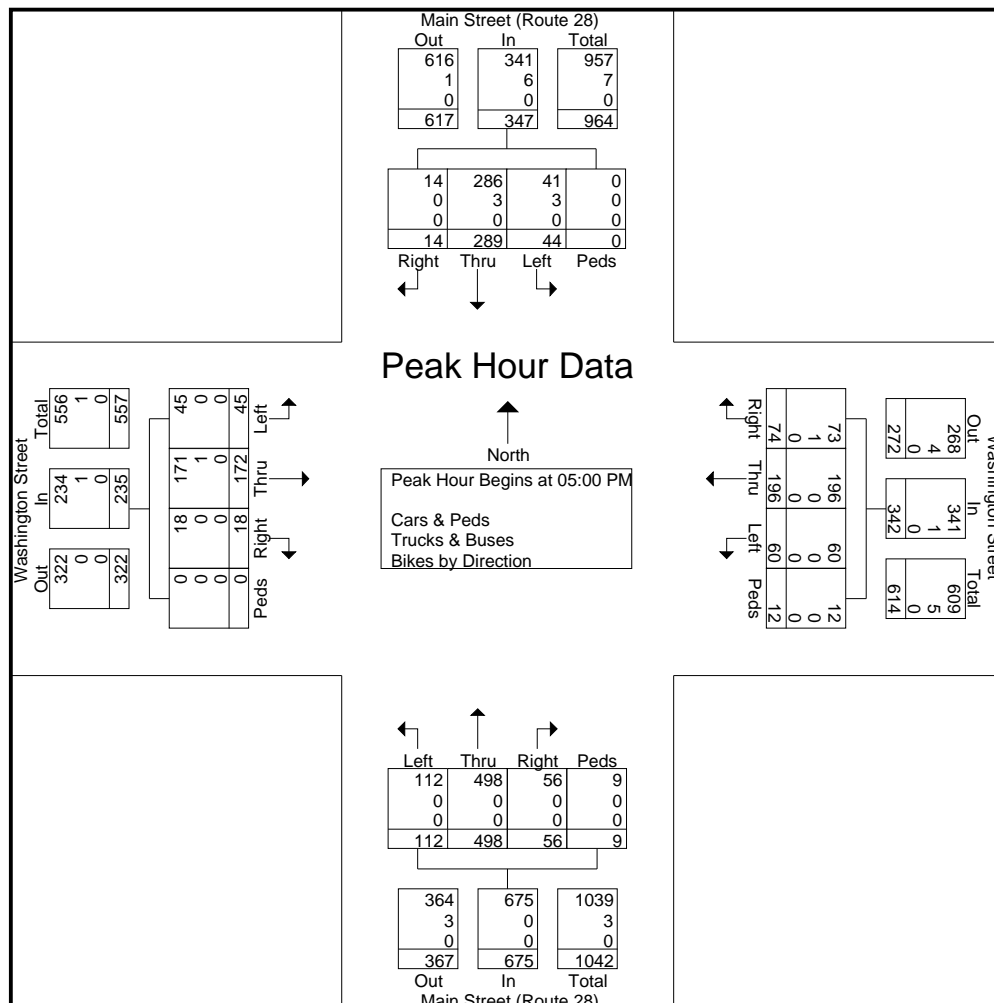 Main Street (Route 28)
Out In Total
616 341 957
1 6 7
0 0 0
617 347 964
14 286 41 0
0 3 3 0
0 0 0 0
14 289 44 0
Right Thru Left Peds
Peak Hour Data
North
Peak Hour Begins at 05:00 PM
Cars & Peds
Trucks & Buses
Bikes by Direction
Washington Street
Out In Total
322 234 556
0 1 1
0 0 0
322 235 557
45 171 18 0
0 1 0 0
0 0 0 0
45 172 18 0
Left Thru Right Peds
Washington Street
Out In Total
268 341 609
4 1 5
0 0 0
272 342 614
73 196 60 12
1 0 0 0
0 0 0 0
74 196 60 12
Right Thru Left Peds
Left Thru Right Peds
112 498 56 9
0 0 0 0
0 0 0 0
112 498 56 9
364 675 1039
3 0 3
0 0 0
367 675 1042
Out In Total
Main Street (Route 28)